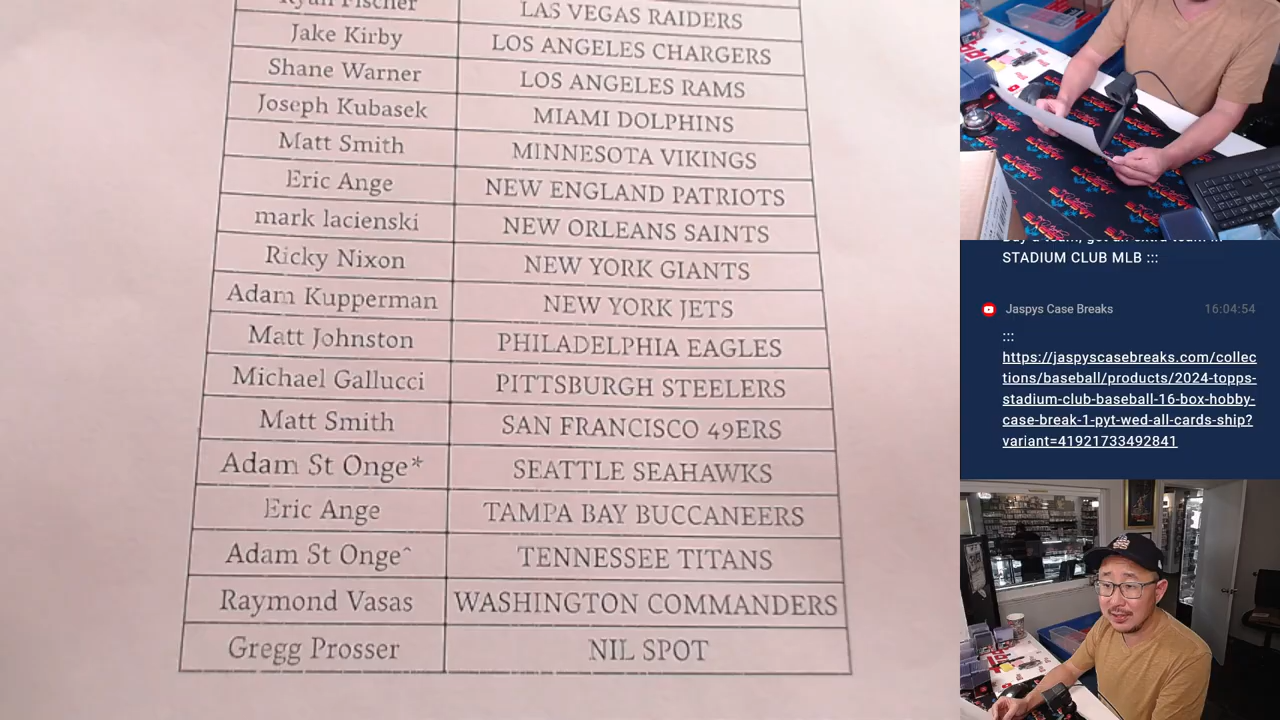 Ryan Fischer LAS VEGAS RAIDERS
Jake Kirby LOS ANGELES CHARGERS
Shane Warner LOS ANGELES RAMS
Joseph Kubasek MIAMI DOLPHINS
Matt Smith MINNESOTA VIKINGS
Eric Ange NEW ENGLAND PATRIOTS
mark lacienski NEW ORLEANS SAINTS
Ricky Nixon NEW YORK GIANTS
Adam Kupperman NEW YORK JETS
Matt Johnston PHILADELPHIA EAGLES
Michael Gallucci PITTSBURGH STEELERS
Matt Smith SAN FRANCISCO 49ERS
Adam St Onge* SEATTLE SEAHAWKS
Eric Ange TAMPA BAY BUCCANEERS
Adam St Onge^ TENNESSEE TITANS
Raymond Vasas WASHINGTON COMMANDERS
Gregg Prosser NIL SPOT
STADIUM CLUB MLB :::
Jaspys Case Breaks 16:04:54
:::
https://jaspyscasebreaks.com/collec
tions/baseball/products/2024-topps-
stadium-club-baseball-16-box-hobby-
case-break-1-pyt-wed-all-cards-ship?
variant=41921733492841